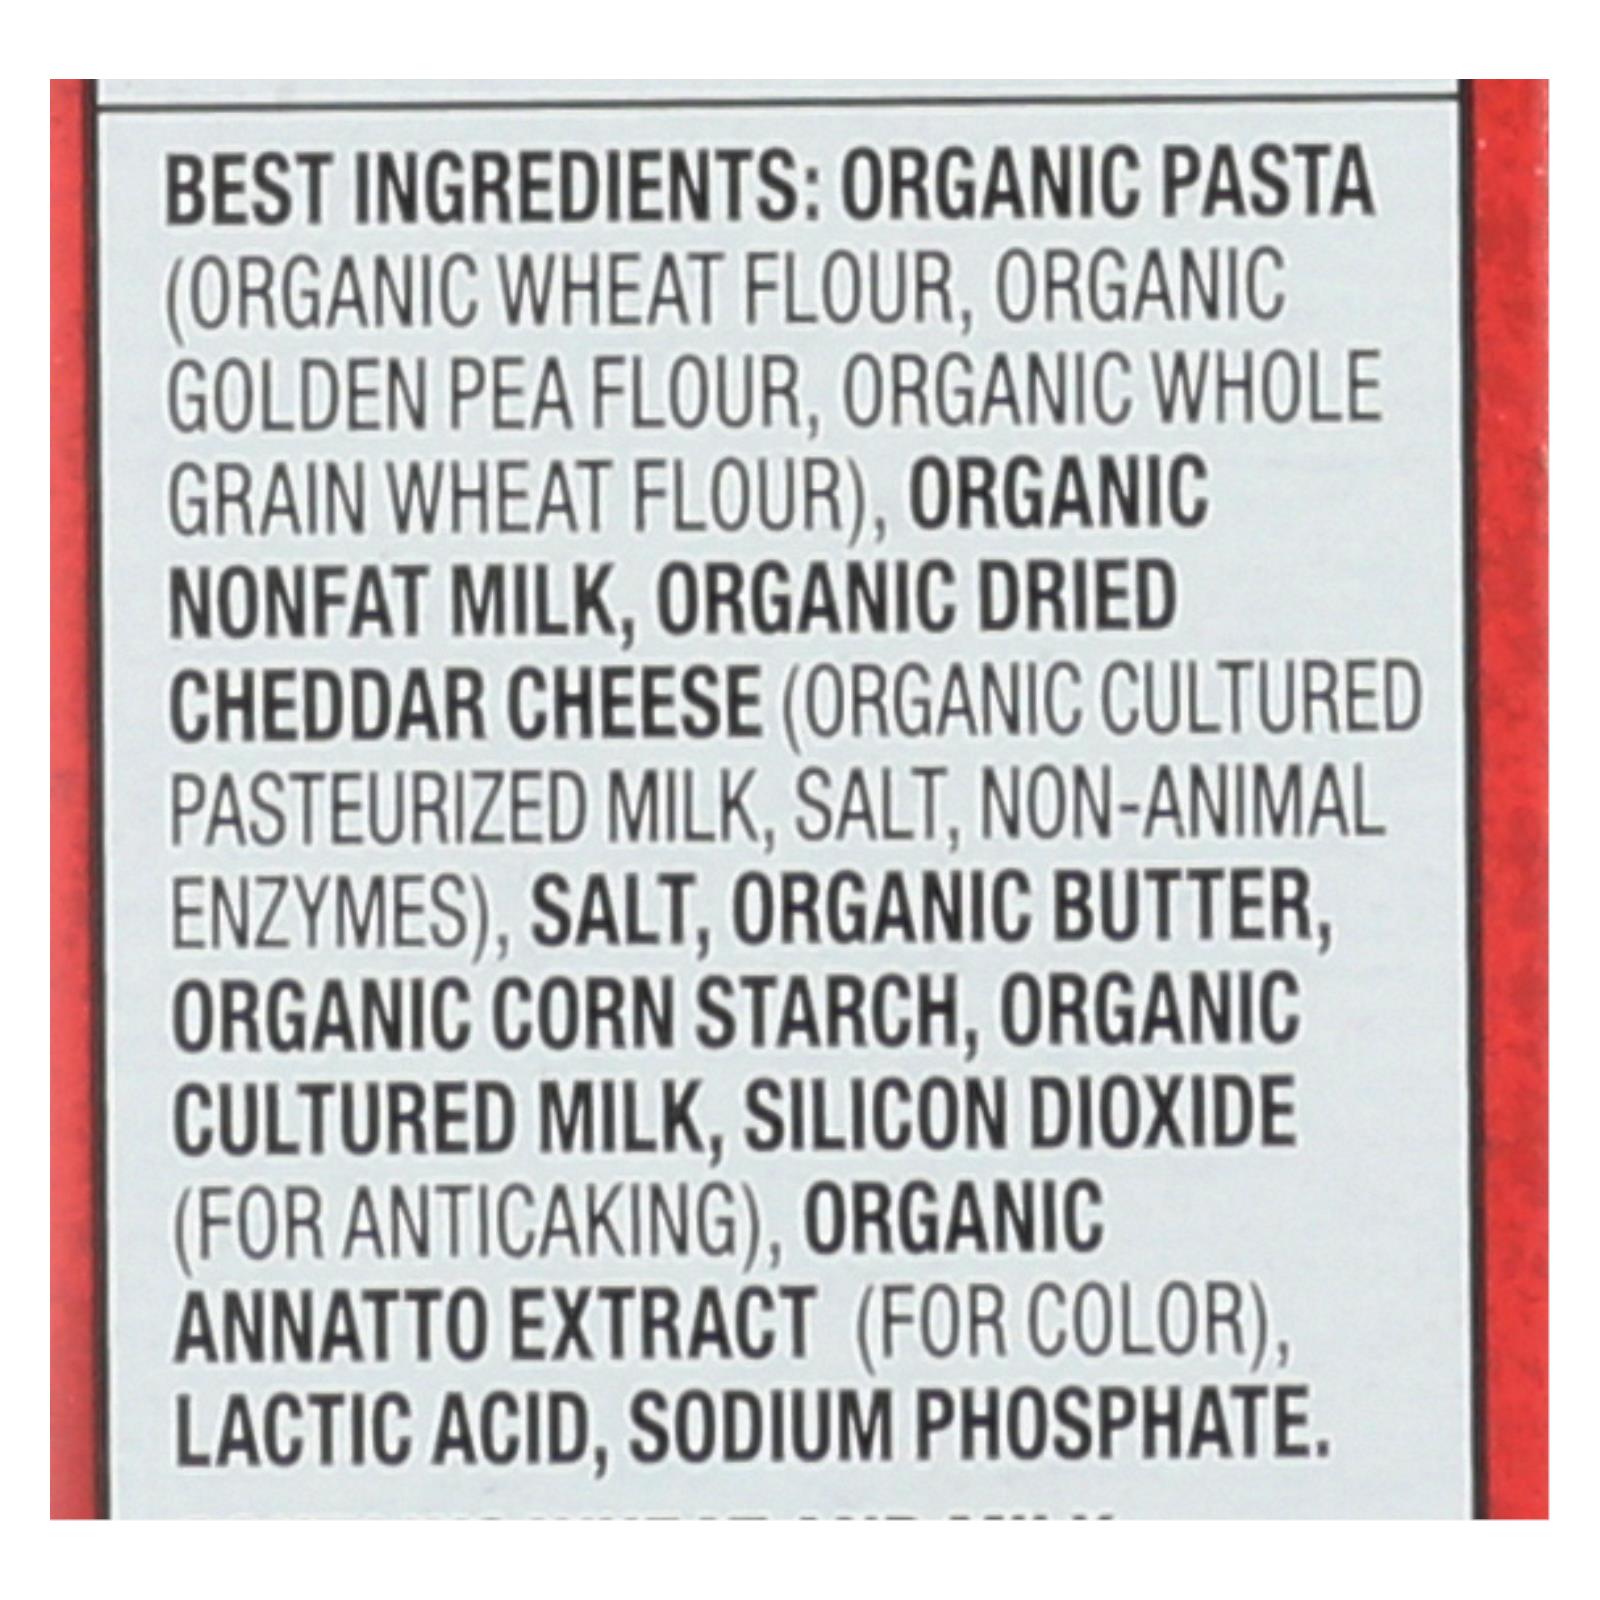 BEST INGREDIENTS: ORGANIC PASTA
(ORGANIC WHEAT FLOUR, ORGANIC
GOLDEN PEA FLOUR, ORGANIC WHOLE
GRAIN WHEAT FLOUR), ORGANIC
NONFAT MILK, ORGANIC DRIED
CHEDDAR CHEESE (ORGANIC CULTURED
PASTEURIZED MILK, SALT, NON-ANIMAL
ENZYMES), SALT, ORGANIC BUTTER,
ORGANIC CORN STARCH, ORGANIC
CULTURED MILK, SILICON DIOXIDE
(FOR ANTICAKING), ORGANIC
ANNATTO EXTRACT (FOR COLOR),
LACTIC ACID, SODIUM PHOSPHATE.